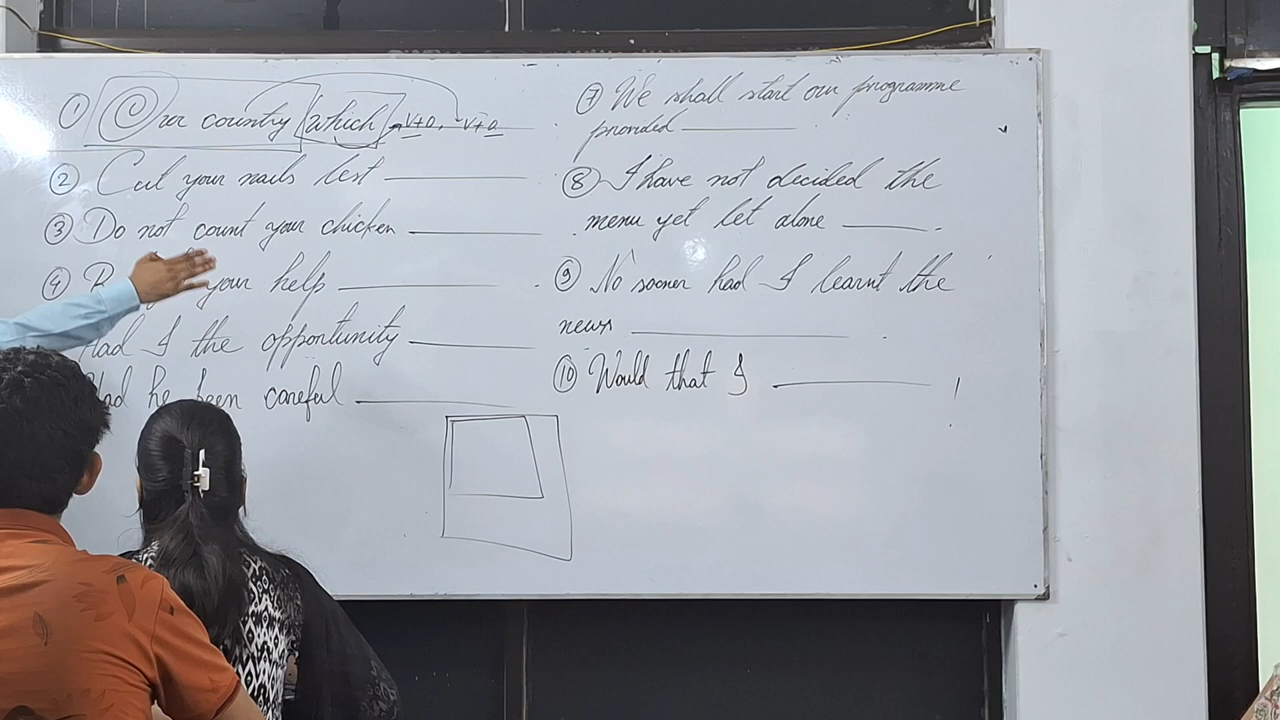 ① Our country which V+O, V+O
② Cut your nails lest
③ Do not count your chicken
④ your help
Had I the opportunity
had he been careful
⑦ We shall start our programme
provided
⑧ I have not decided the
menu yet let alone .
⑨ No sooner had I learnt the
news .
⑩ Would that I !